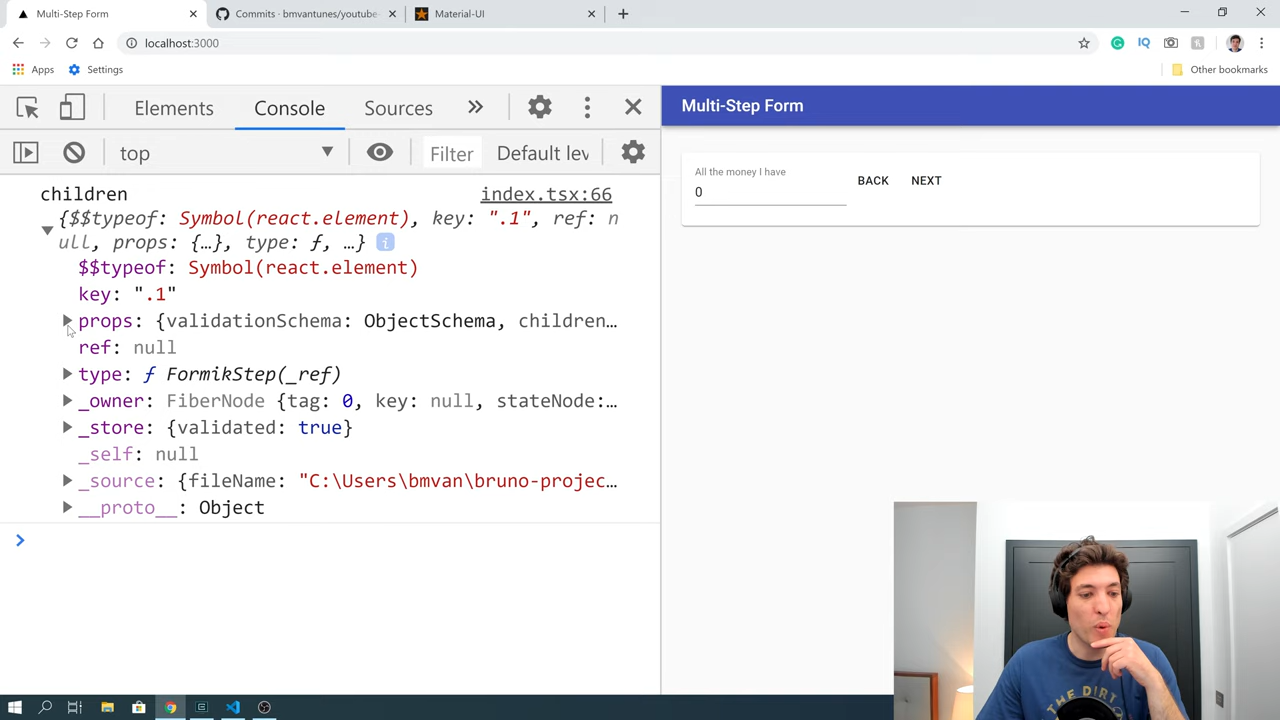 Multi-Step Form
Commits · bmvantunes/youtube-
Material-UI
localhost:3000
Apps
Settings
Other bookmarks
Elements
Console
Sources
top
Filter
Default lev
children
index.tsx:66
{$$typeof: Symbol(react.element), key: ".1", ref: n
ull, props: {…}, type: ƒ, …}
$$typeof: Symbol(react.element)
key: ".1"
props: {validationSchema: ObjectSchema, children…
ref: null
type: ƒ FormikStep(_ref)
_owner: FiberNode {tag: 0, key: null, stateNode:…
_store: {validated: true}
_self: null
_source: {fileName: "C:\Users\bmvan\bruno-projec…
__proto__: Object
Multi-Step Form
All the money I have
0
BACK
NEXT
THE DIRT